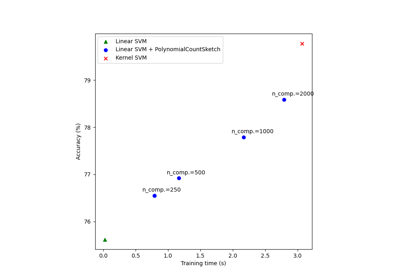 Linear SVM
Linear SVM + PolynomialCountSketch
Kernel SVM
79
78
77
76
Accuracy (%)
n_comp.=2000
n_comp.=1000
n_comp.=500
n_comp.=250
0.0 0.5 1.0 1.5 2.0 2.5 3.0
Training time (s)